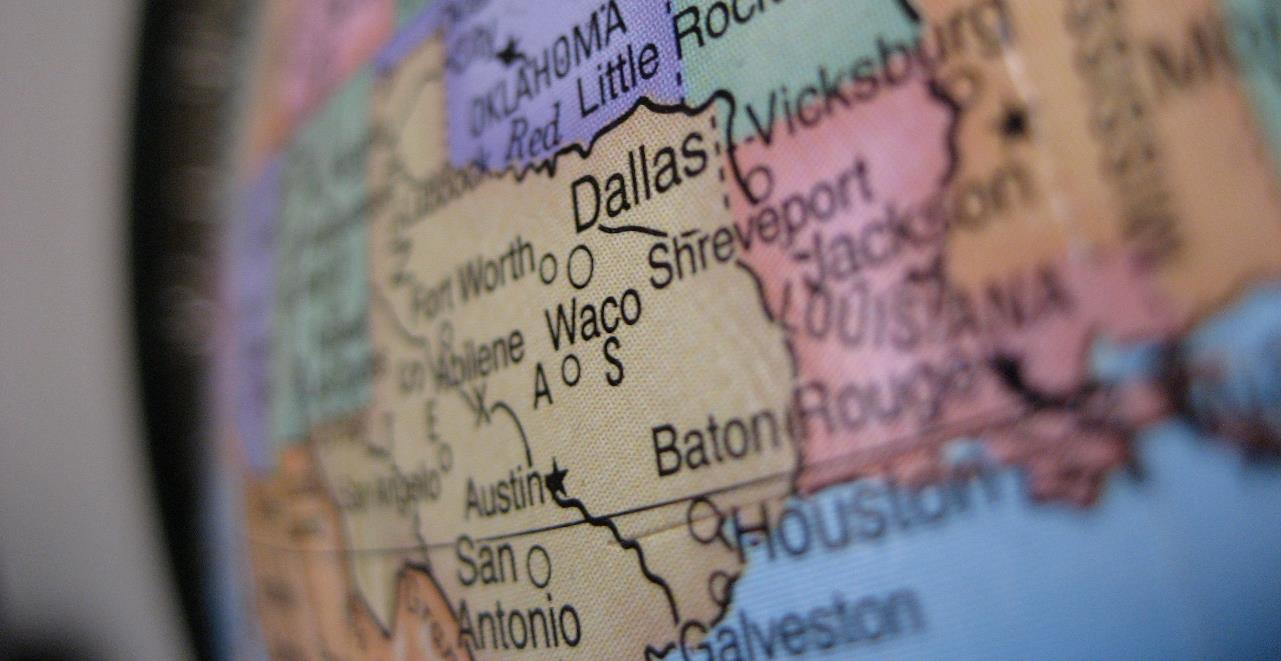 OKLAHOMA
Little Rock
Red
Vicksburg
Dallas
Shreveport
Jackson
Fort Worth
LOUISIANA
Waco
Abilene
T E X A S
Baton Rouge
San Angelo
Austin
Houston
San
Antonio
Galveston